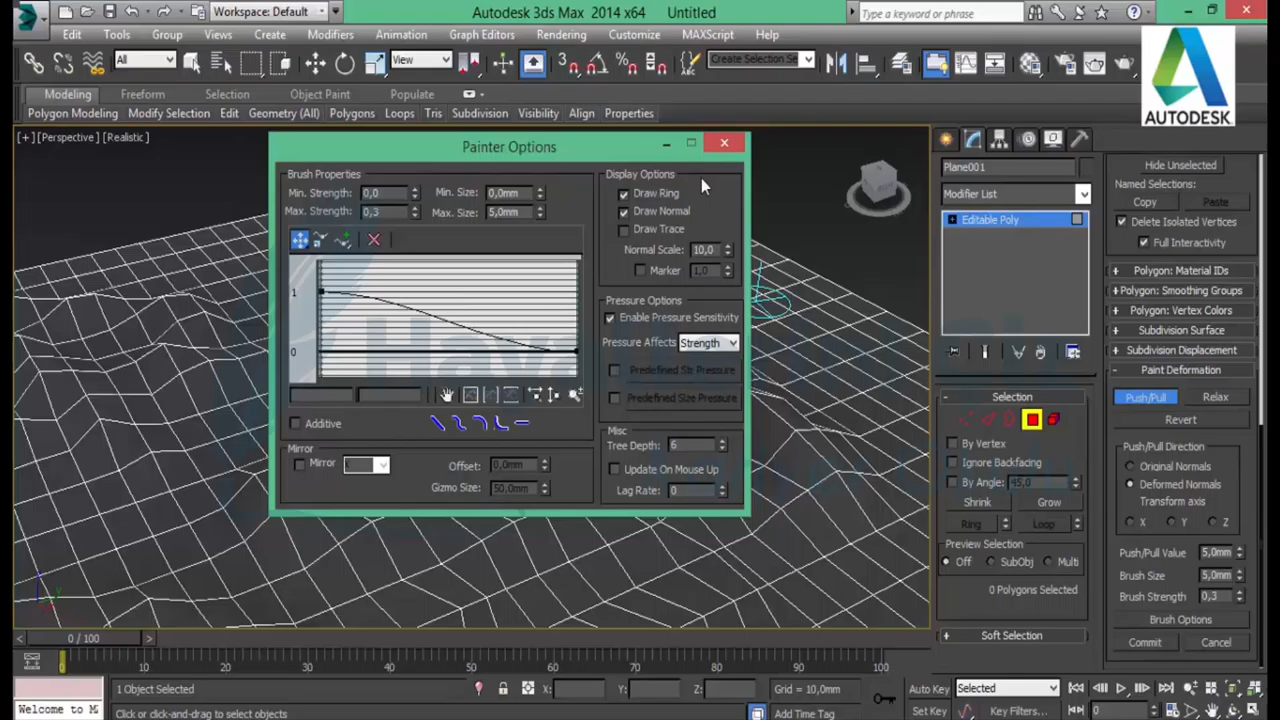 Workspace: Default
Autodesk 3ds Max 2014 x64 Untitled
Type a keyword or phrase
Edit Tools Group Views Create Modifiers Animation Graph Editors Rendering Customize MAXScript Help
All
View
Create Selection Se
AUTODESK
Modeling Freeform Selection Object Paint Populate
Polygon Modeling Modify Selection Edit Geometry (All) Polygons Loops Tris Subdivision Visibility Align Properties
[+] [Perspective] [Realistic]
Painter Options
Brush Properties
Min. Strength: 0,0 Min. Size: 0,0mm
Max. Strength: 0,3 Max. Size: 5,0mm
1
0
Additive
Mirror
Mirror
Offset: 0,0mm
Gizmo Size: 50,0mm
Display Options
Draw Ring
Draw Normal
Draw Trace
Normal Scale: 10,0
Marker 1,0
Pressure Options
Enable Pressure Sensitivity
Pressure Affects Strength
Predefined Str Pressure
Predefined Size Pressure
Misc
Tree Depth: 6
Update On Mouse Up
Lag Rate: 0
Plane001
Modifier List
Editable Poly
Selection
By Vertex
Ignore Backfacing
By Angle: 45,0
Shrink Grow
Ring Loop
Preview Selection
Off SubObj Multi
0 Polygons Selected
Soft Selection
Hide Unselected
Named Selections:
Copy Paste
Delete Isolated Vertices
Full Interactivity
Polygon: Material IDs
Polygon: Smoothing Groups
Polygon: Vertex Colors
Subdivision Surface
Subdivision Displacement
Paint Deformation
Push/Pull Relax
Revert
Push/Pull Direction
Original Normals
Deformed Normals
Transform axis
X Y Z
Push/Pull Value 5,0mm
Brush Size 5,0mm
Brush Strength 0,3
Brush Options
Commit Cancel
0 / 100
0 10 20 30 40 50 60 70 80 90 100
1 Object Selected
X: Y: Z: Grid = 10,0mm
Auto Key Selected
Welcome to M
Click or click-and-drag to select objects
Add Time Tag
Set Key Key Filters...
0